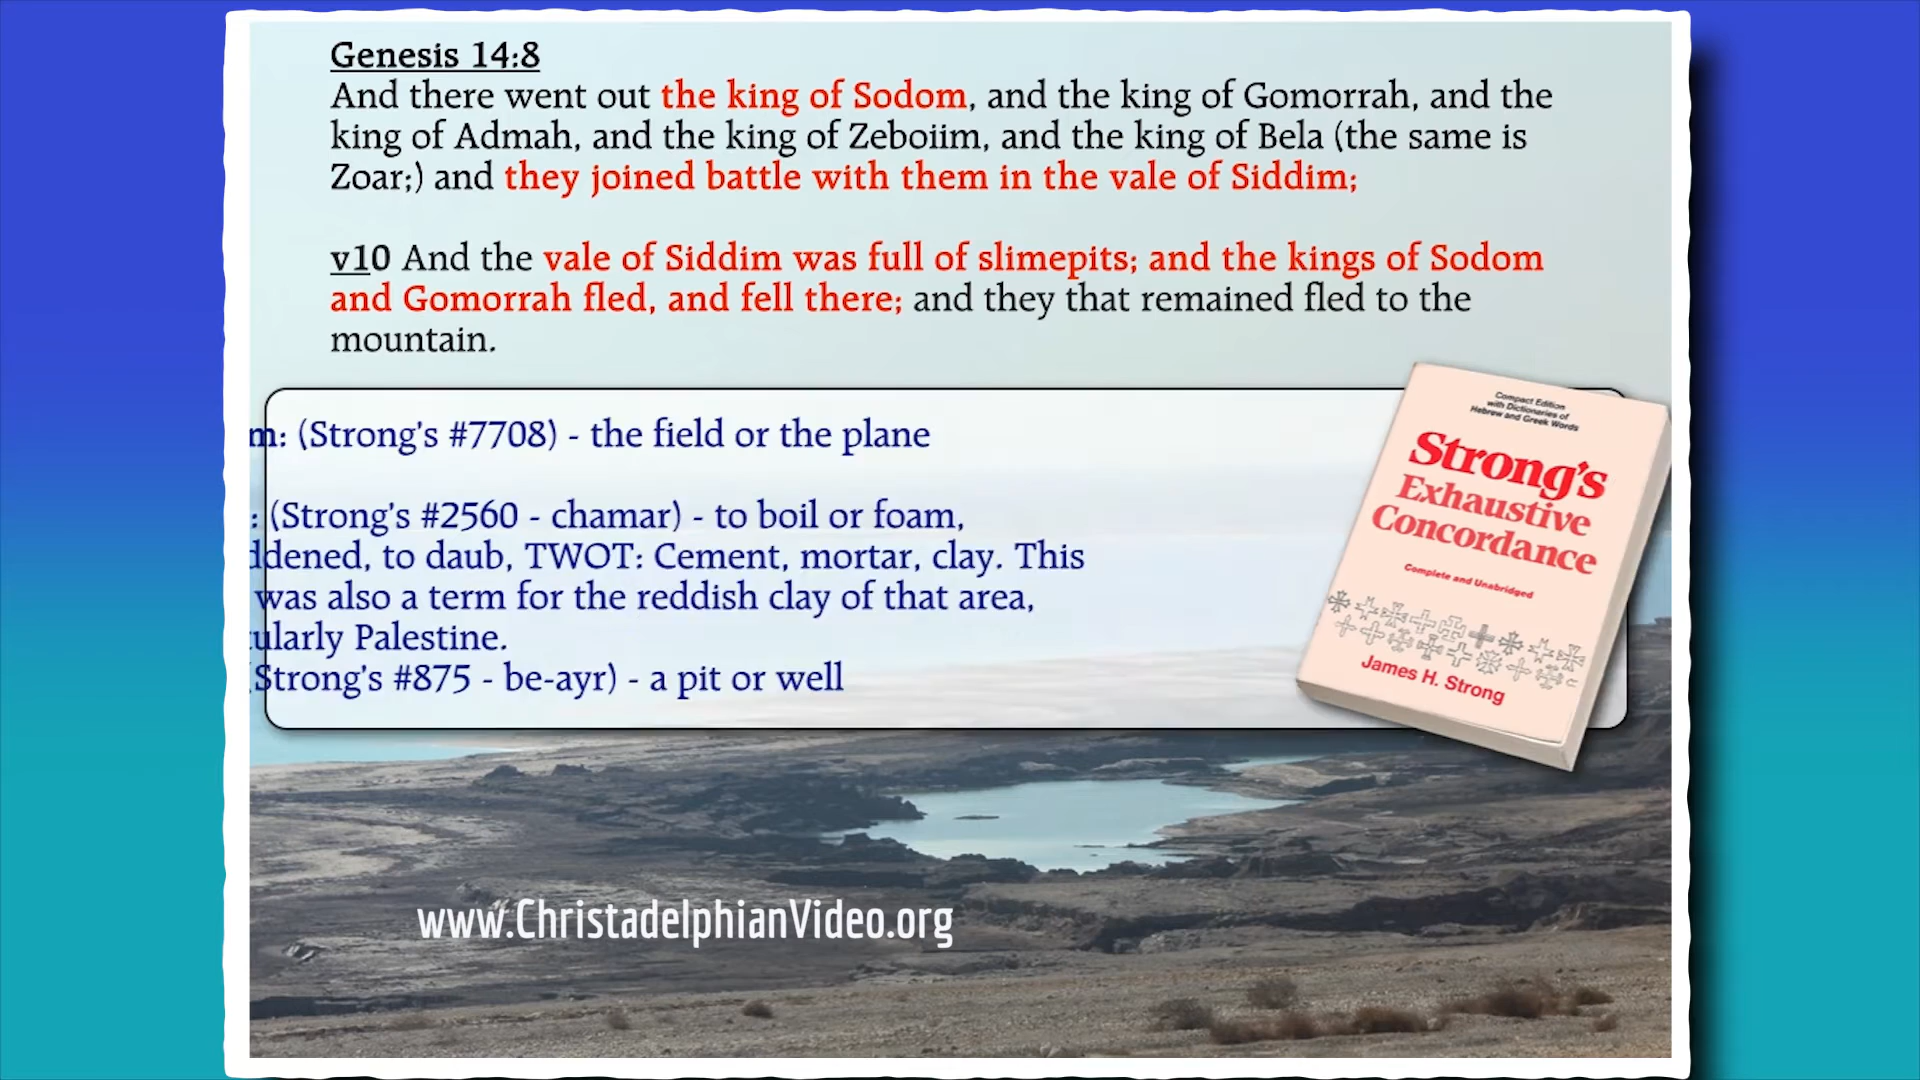 Genesis 14:8
And there went out the king of Sodom, and the king of Gomorrah, and the
king of Admah, and the king of Zeboiim, and the king of Bela (the same is
Zoar;) and they joined battle with them in the vale of Siddim;
v10 And the vale of Siddim was full of slimepits; and the kings of Sodom
and Gomorrah fled, and fell there; and they that remained fled to the
mountain.
m: (Strong's #7708) - the field or the plane
: (Strong's #2560 - chamar) - to boil or foam,
ddened, to daub, TWOT: Cement, mortar, clay. This
was also a term for the reddish clay of that area,
ularly Palestine.
(Strong's #875 - be-ayr) - a pit or well
Compact Edition
with Dictionaries of
Hebrew and Greek Words
Strong's
Exhaustive
Concordance
Complete and Unabridged
James H. Strong
www.ChristadelphianVideo.org